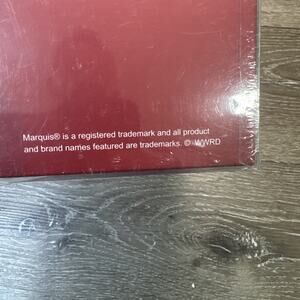 Marquis® is a registered trademark and all product
and brand names featured are trademarks. © WWRD